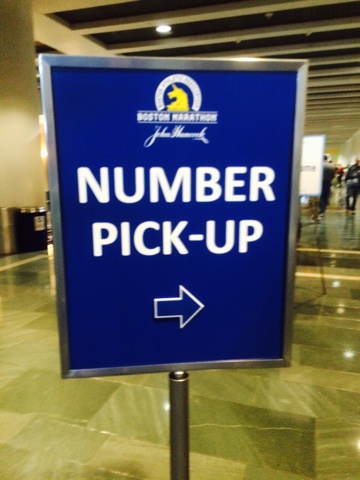 BOSTON MARATHON
John Hancock
NUMBER
PICK-UP